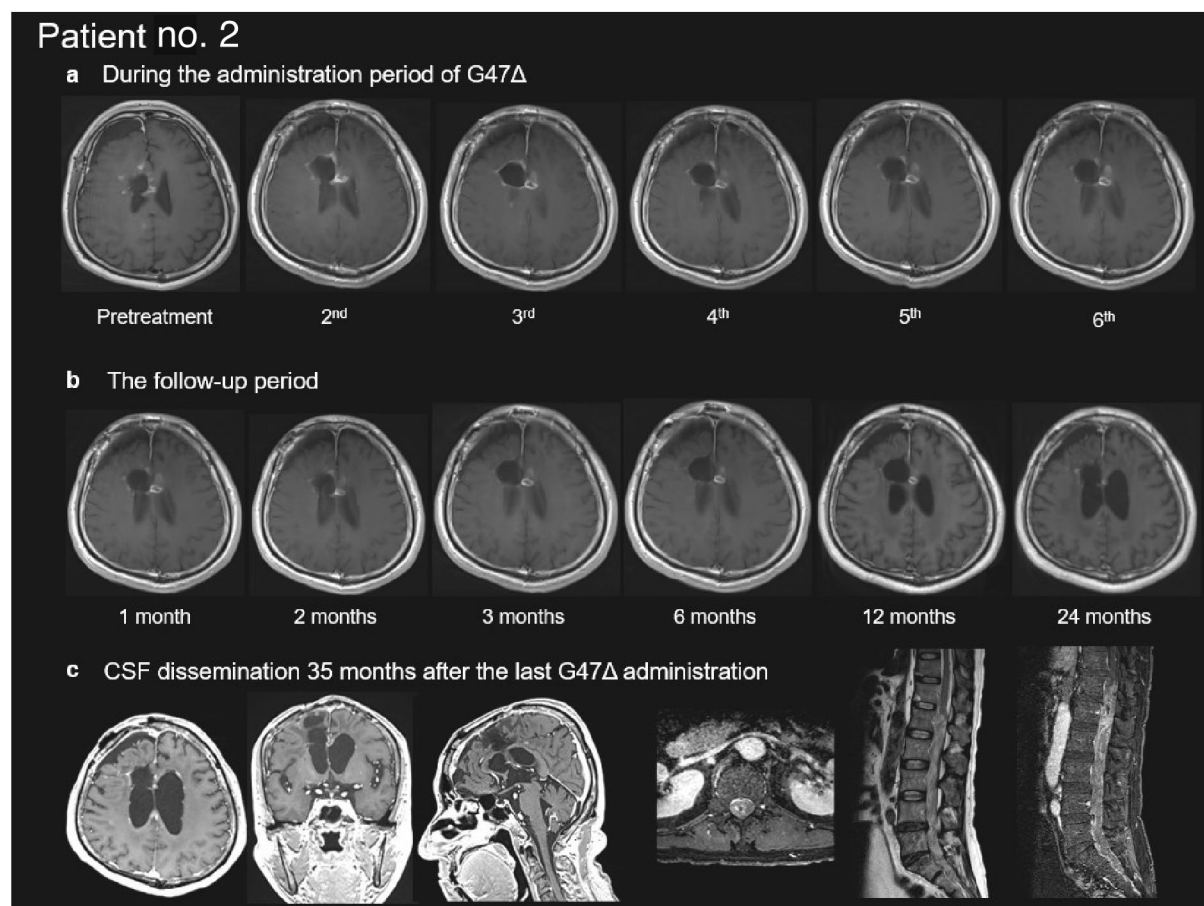 Patient no. 2
a During the administration period of G47Δ
Pretreatment 2nd 3rd 4th 5th 6th
b The follow-up period
1 month 2 months 3 months 6 months 12 months 24 months
c CSF dissemination 35 months after the last G47Δ administration